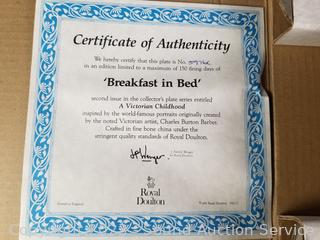 Certificate of Authenticity
We hereby certify that this plate is No.
in an edition limited to a maximum of 150 firing days of
'Breakfast in Bed'
second issue in the collector's plate series entitled
A Victorian Childhood
inspired by the world-famous portraits originally created
by the noted Victorian artist, Charles Burton Barber.
Crafted in fine bone china under the
stringent quality standards of Royal Doulton.
Royal
Doulton
Auction Service